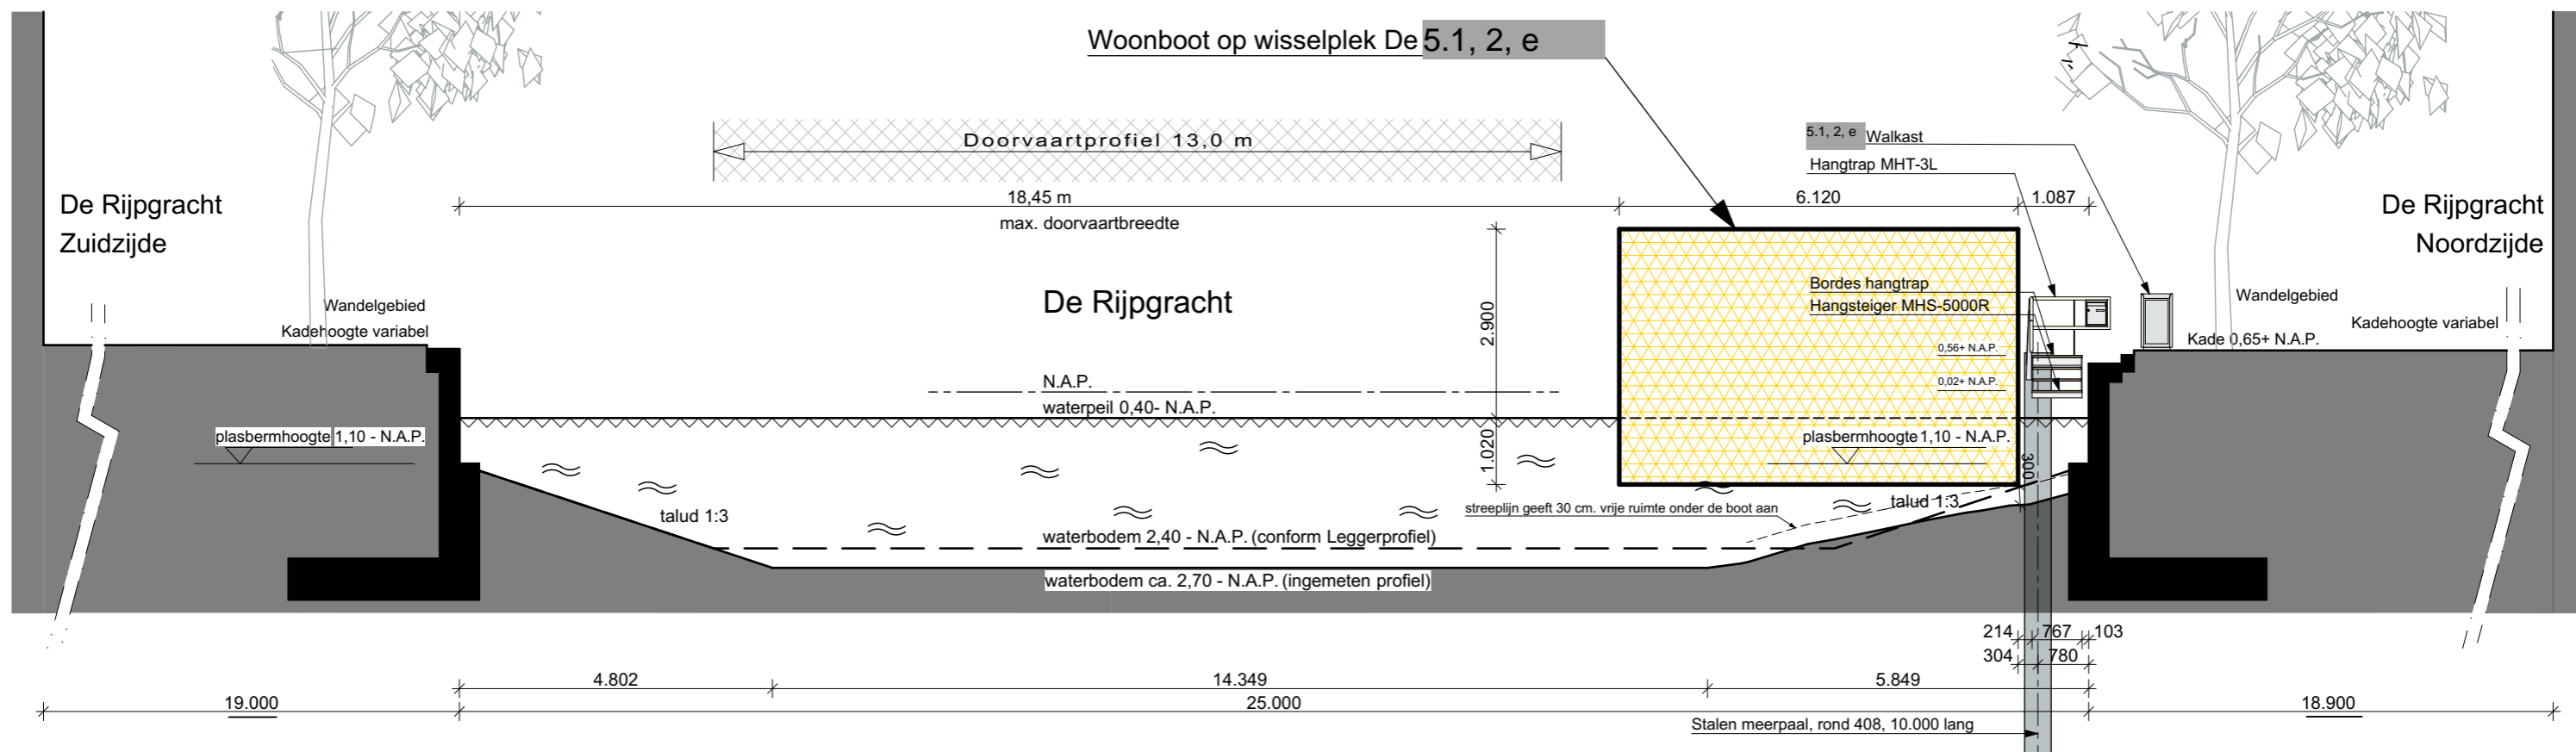 Woonboot op wisselplek De 5.1, 2, e
Doorvaartprofiel 13,0 m
5.1, 2, e Walkast
Hangtrap MHT-3L
18,45 m
6.120
1.087
max. doorvaartbreedte
De Rijpgracht
Zuidzijde
De Rijpgracht
Noordzijde
De Rijpgracht
Wandelgebied
Kadehoogte variabel
2.900
Bordes hangtrap
Hangsteiger MHS-5000R
0,56+ N.A.P.
0,02+ N.A.P.
Wandelgebied
Kadehoogte variabel
Kade 0,65+ N.A.P.
N.A.P.
waterpeil 0,40- N.A.P.
plasbermhoogte 1,10 - N.A.P.
plasbermhoogte 1,10 - N.A.P.
1.020
300
talud 1:3
streeplijn geeft 30 cm. vrije ruimte onder de boot aan
talud 1:3
waterbodem 2,40 - N.A.P. (conform Leggerprofiel)
waterbodem ca. 2,70 - N.A.P. (ingemeten profiel)
214 767 103
304 780
4.802
14.349
5.849
19.000
25.000
18.900
Stalen meerpaal, rond 408, 10.000 lang